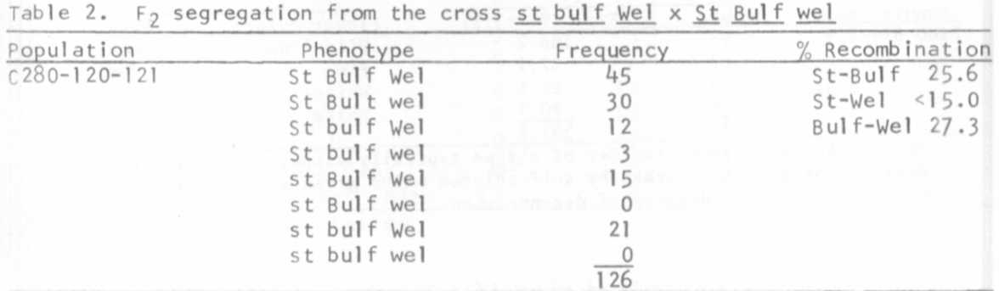 Table 2. F2 segregation from the cross st bulf Wel x St Bulf wel
Population Phenotype Frequency % Recombination
C280-120-121 St Bulf Wel 45 St-Bulf 25.6
St Bult wel 30 St-Wel <15.0
St bulf Wel 12 Bulf-Wel 27.3
St bulf wel 3
st Bulf Wel 15
st Bulf wel 0
st bulf Wel 21
st bulf wel 0
126